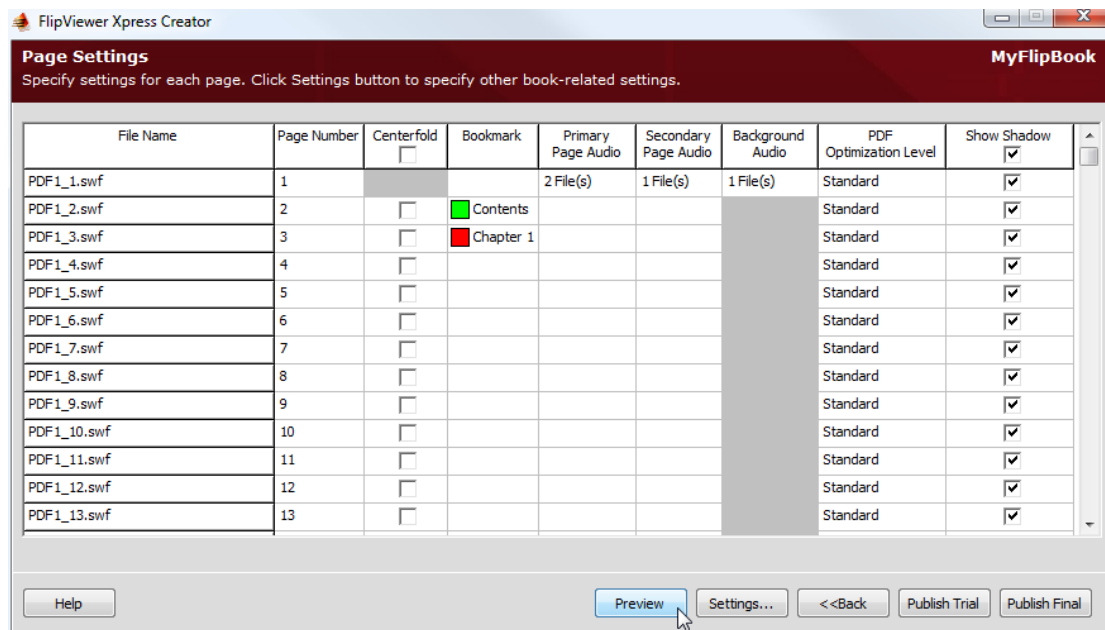 FlipViewer Xpress Creator
Page Settings MyFlipBook
Specify settings for each page. Click Settings button to specify other book-related settings.
File Name Page Number Centerfold Bookmark Primary Page Audio Secondary Page Audio Background Audio PDF Optimization Level Show Shadow
PDF1_1.swf 1 2 File(s) 1 File(s) 1 File(s) Standard
PDF1_2.swf 2 Contents Standard
PDF1_3.swf 3 Chapter 1 Standard
PDF1_4.swf 4 Standard
PDF1_5.swf 5 Standard
PDF1_6.swf 6 Standard
PDF1_7.swf 7 Standard
PDF1_8.swf 8 Standard
PDF1_9.swf 9 Standard
PDF1_10.swf 10 Standard
PDF1_11.swf 11 Standard
PDF1_12.swf 12 Standard
PDF1_13.swf 13 Standard
Help Preview Settings... <<Back Publish Trial Publish Final